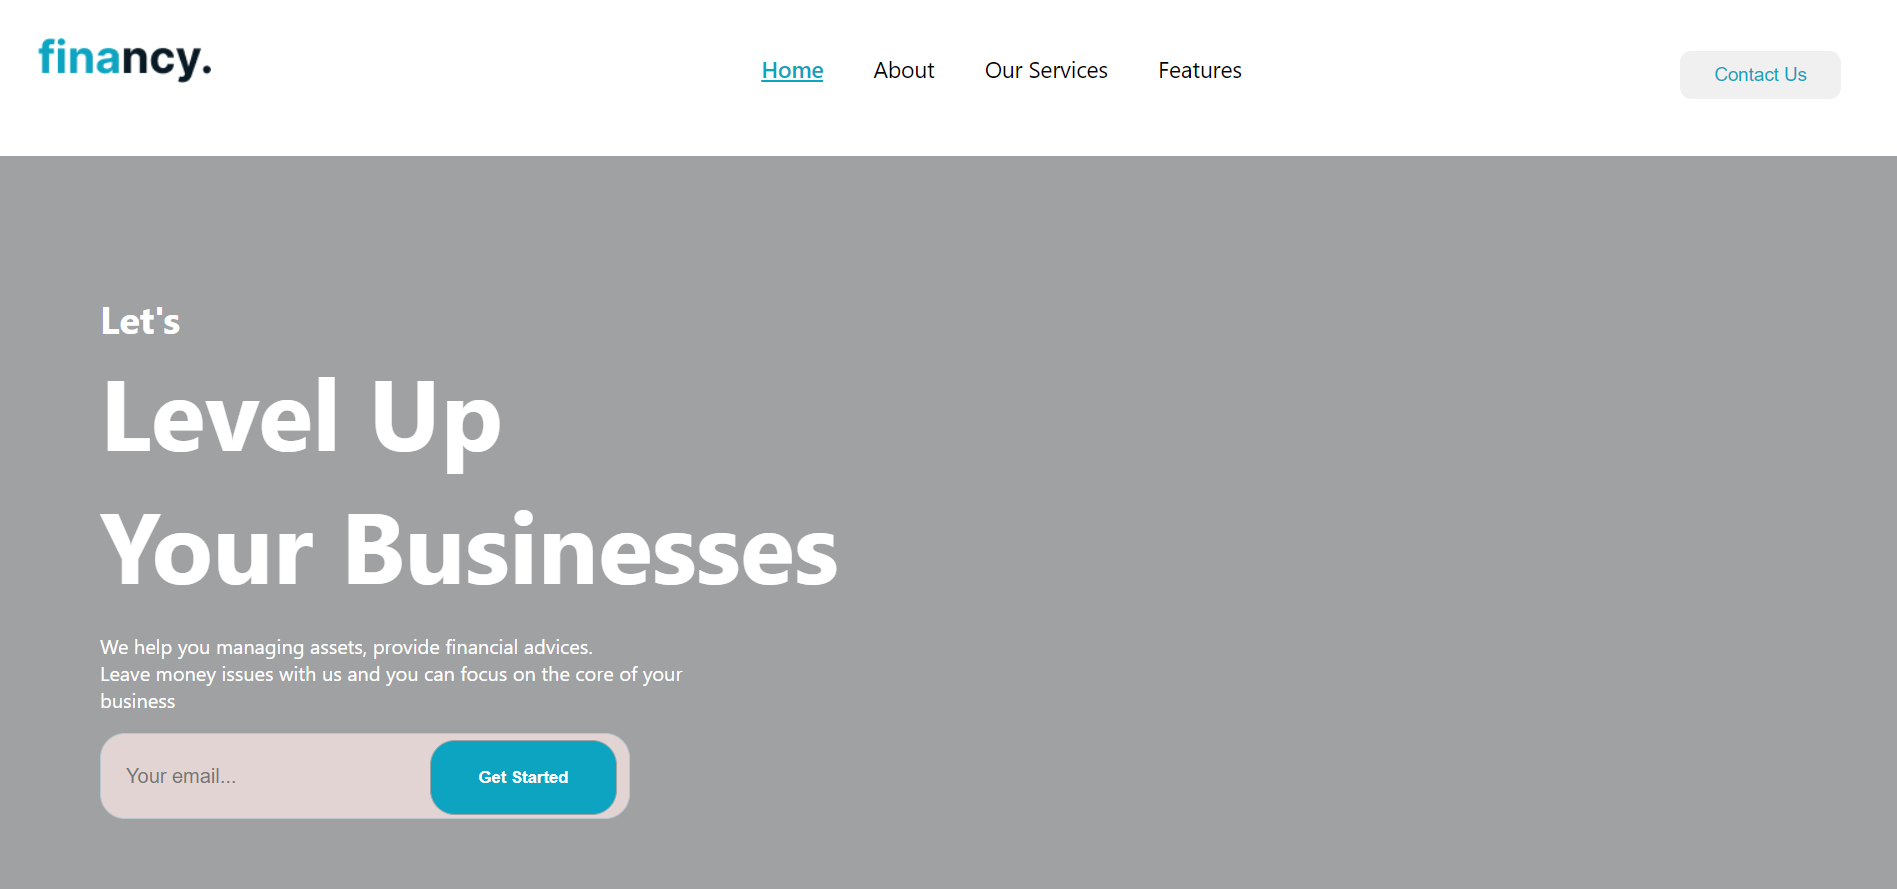 financy.
Home About Our Services Features
Contact Us
Let's
Level Up
Your Businesses
We help you managing assets, provide financial advices.
Leave money issues with us and you can focus on the core of your
business
Your email...
Get Started